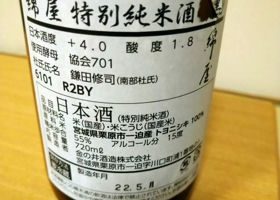 綿屋 特別純米酒
日本酒度 +4.0 酸度 1.8
使用酵母 協会701
杜氏氏名 鎌田修司(南部杜氏)
6101 R2BY
綿屋
日本酒 (特別純米酒)
米(国産)・米こうじ(国産米)
宮城県栗原市一迫産 トヨニシキ 100%
55% アルコール分 15度
720ml
金の井酒造株式会社
宮城県栗原市一迫字川口町浦1番地
製造年月
22.5.